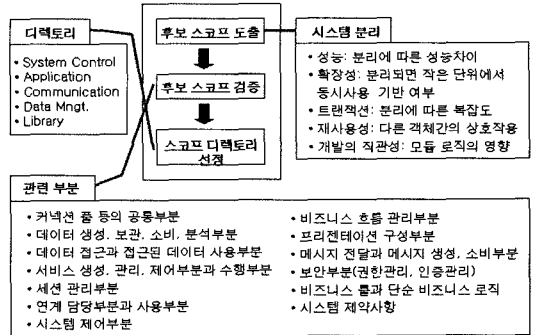 디렉토리
• System Control
• Application
• Communication
• Data Mngt.
• Library
후보 스코프 도출
후보 스코프 검증
스코프 디렉토리
선정
시스템 분리
• 성능: 분리에 따른 성능차이
• 확장성: 분리되면 작은 단위에서
동시사용 기반 여부
• 트랜잭션: 분리에 따른 복잡도
• 재사용성: 다른 객체간의 상호작용
• 개발의 직관성: 모듈 로직의 영향
관련 부분
• 커넥션 풀 등의 공통부분
• 데이터 생성, 보관, 소비, 분석부분
• 데이터 접근과 접근된 데이터 사용부분
• 서비스 생성, 관리, 제어부분과 수행부분
• 세션 관리부분
• 연계 담당부분과 사용부분
• 시스템 제어부분
• 비즈니스 흐름 관리부분
• 프리젠테이션 구성부분
• 메시지 전달과 메시지 생성, 소비부분
• 보안부분(권한관리, 인증관리)
• 비즈니스 룰과 단순 비즈니스 로직
• 시스템 제약사항